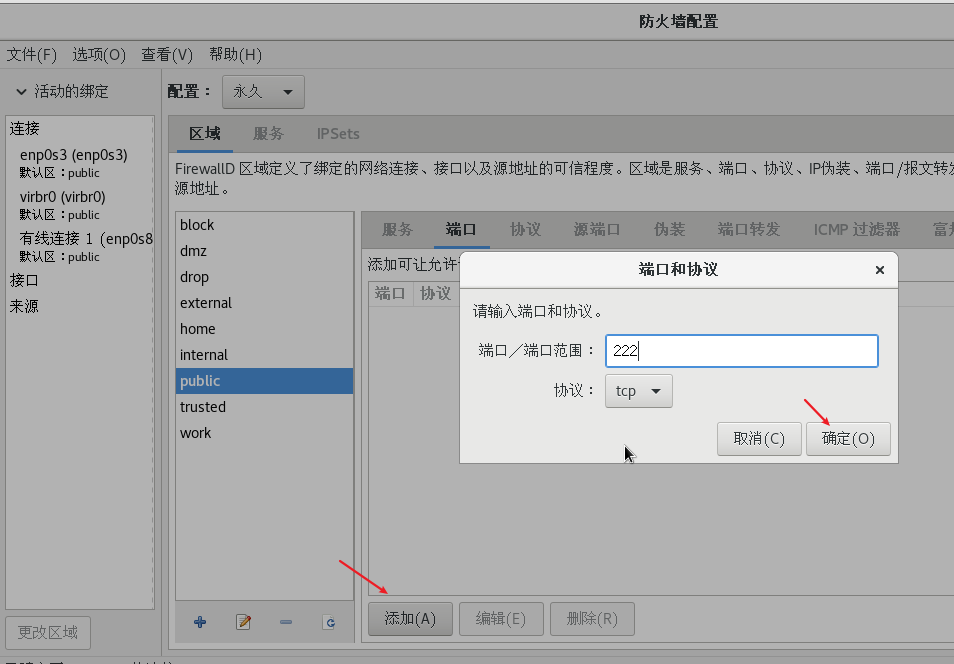 防火墙配置
文件(F) 选项(O) 查看(V) 帮助(H)
活动的绑定
配置： 永久
连接
enp0s3 (enp0s3)
默认区：public
virbr0 (virbr0)
默认区：public
有线连接 1 (enp0s8
默认区：public
接口
来源
更改区域
区域 服务 IPSets
FirewallD 区域定义了绑定的网络连接、接口以及源地址的可信程度。区域是服务、端口、协议、IP伪装、端口/报文转发
源地址。
block
dmz
drop
external
home
internal
public
trusted
work
服务 端口 协议 源端口 伪装 端口转发 ICMP 过滤器
添加可让允许
端口 协议
端口和协议
请输入端口和协议。
端口／端口范围： 222
协议： tcp
取消(C) 确定(O)
添加(A) 编辑(E) 删除(R)